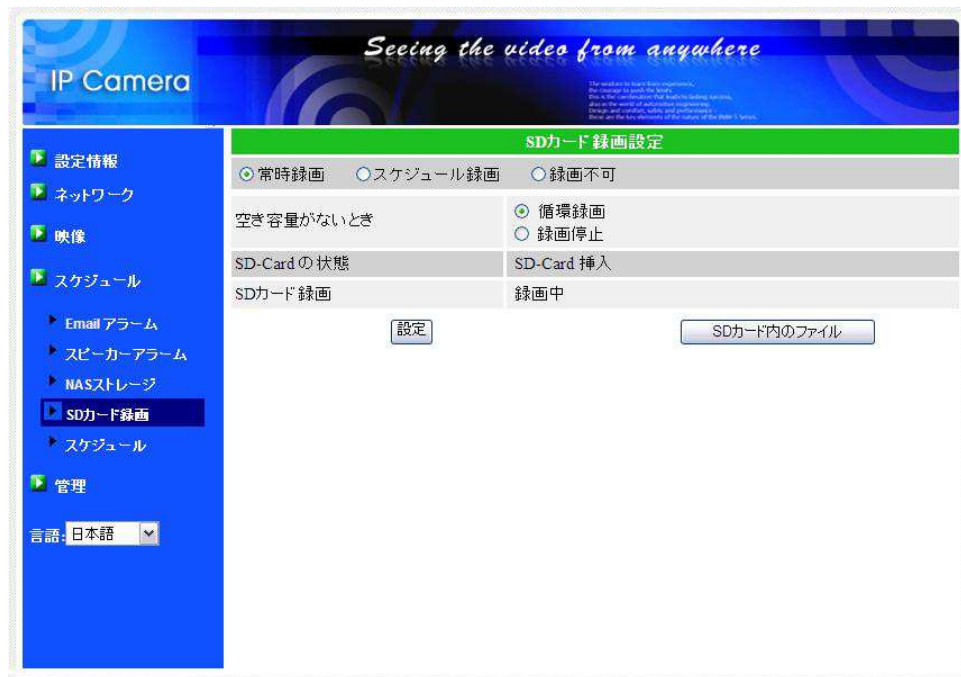 Seeing the video from anywhere
IP Camera
設定情報
ネットワーク
映像
スケジュール
Email アラーム
スピーカーアラーム
NASストレージ
SDカード録画
スケジュール
管理
言語: 日本語
SDカード録画設定
常時録画 スケジュール録画 録画不可
空き容量がないとき
循環録画
録画停止
SD-Cardの状態 SD-Card 挿入
SDカード録画 録画中
設定 SDカード内のファイル